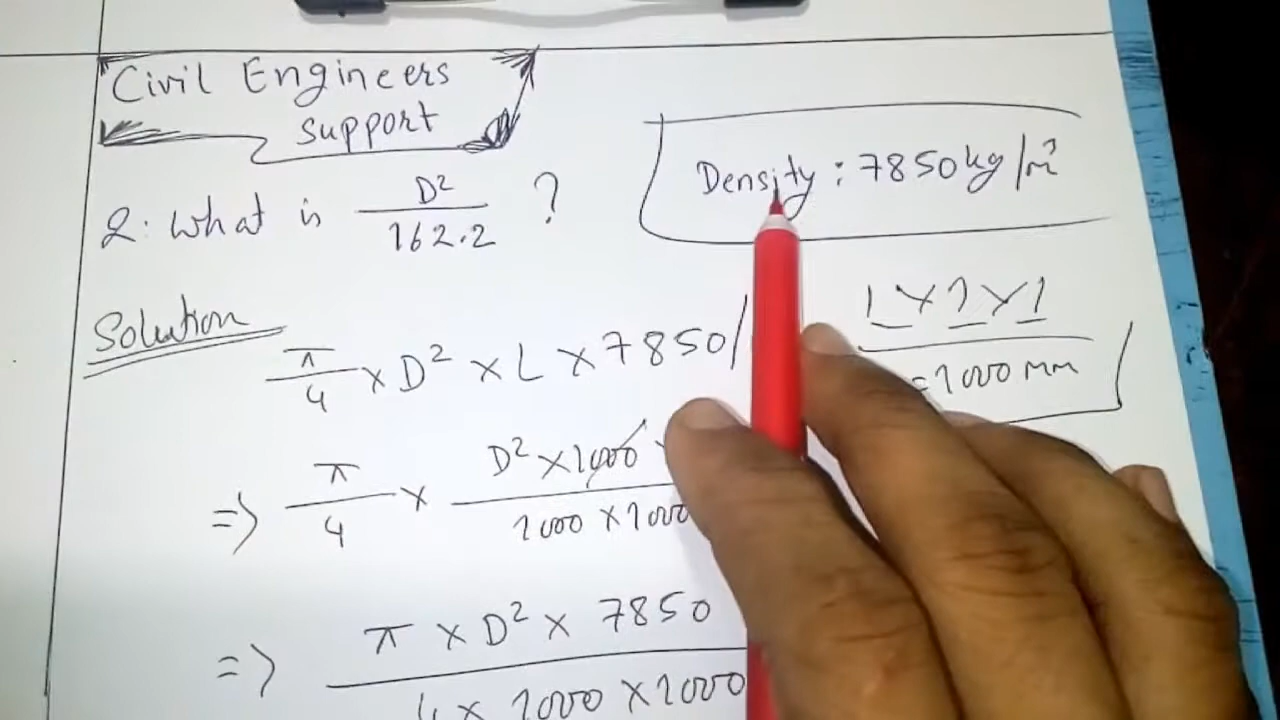 Civil Engineers
support
Density : 7850 kg/m³
Q: What is D²/162.2 ?
1 × 1 × 1
= 1000 mm
Solution
π/4 × D² × L × 7850/
=> π/4 × D² × 1000
1000 × 1000
=> π × D² × 7850
4 × 1000 × 1000